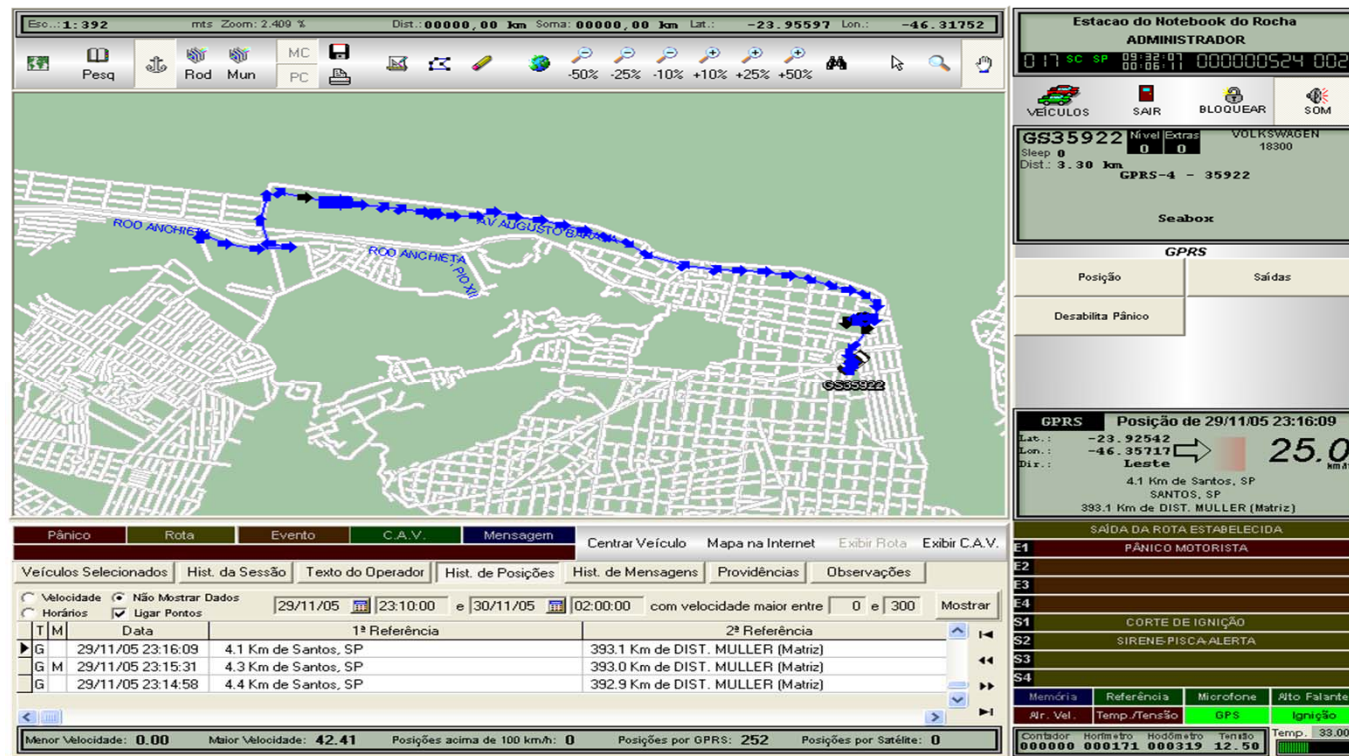 Esc..:1: 392 mts Zoom: 2.409 % Dist.:00000,00 km Soma: 00000,00 km Lat.: -23.95597 Lon.: -46.31752
Pesq Rod Mun MC PC -50% -25% -10% +10% +25% +50%
ROD ANCHIETA
AV AUGUSTO BARATA
ROD ANCHIETA
PIO XII
GS35922
Estacao do Notebook do Rocha
ADMINISTRADOR
017 SC SP 09:32:07 00:06:11 000000524 002
VEÍCULOS SAIR BLOQUEAR SOM
GS35922 Nível 0 Extras 0 VOLKSWAGEN
18300
Sleep 0
Dist.: 3.30 km
GPRS-4 - 35922
Seabox
GPRS
Posição Saídas
Desabilita Pânico
GPRS Posição de 29/11/05 23:16:09
Lat.: -23.92542
Lon.: -46.35717
Dir.: Leste
25.0
4.1 Km de Santos, SP
SANTOS, SP
393.1 Km de DIST. MULLER (Matriz)
SAÍDA DA ROTA ESTABELECIDA
E1 PÂNICO MOTORISTA
E2
E3
E4
S1 CORTE DE IGNIÇÃO
S2 SIRENE-PISCA-ALERTA
S3
S4
Memória Referência Microfone Alto Falante
Alr. Vel. Temp./Tensão GPS Ignição
Contador Horímetro Hodômetro Tensão Temp. 33.00
000000 000171 000319 12.50
Pânico Rota Evento C.A.V. Mensagem Centrar Veículo Mapa na Internet Exibir Rota Exibir C.A.V.
Veículos Selecionados Hist. da Sessão Texto do Operador Hist. de Posições Hist. de Mensagens Providências Observações
Velocidade Não Mostrar Dados
Horários Ligar Pontos
29/11/05 23:10:00 e 30/11/05 02:00:00 com velocidade maior entre 0 e 300 Mostrar
T M Data 1ª Referência 2ª Referência
G 29/11/05 23:16:09 4.1 Km de Santos, SP 393.1 Km de DIST. MULLER (Matriz)
G M 29/11/05 23:15:31 4.3 Km de Santos, SP 393.0 Km de DIST. MULLER (Matriz)
G 29/11/05 23:14:58 4.4 Km de Santos, SP 392.9 Km de DIST. MULLER (Matriz)
Menor Velocidade: 0.00 Maior Velocidade: 42.41 Posições acima de 100 km/h: 0 Posições por GPRS: 252 Posições por Satélite: 0